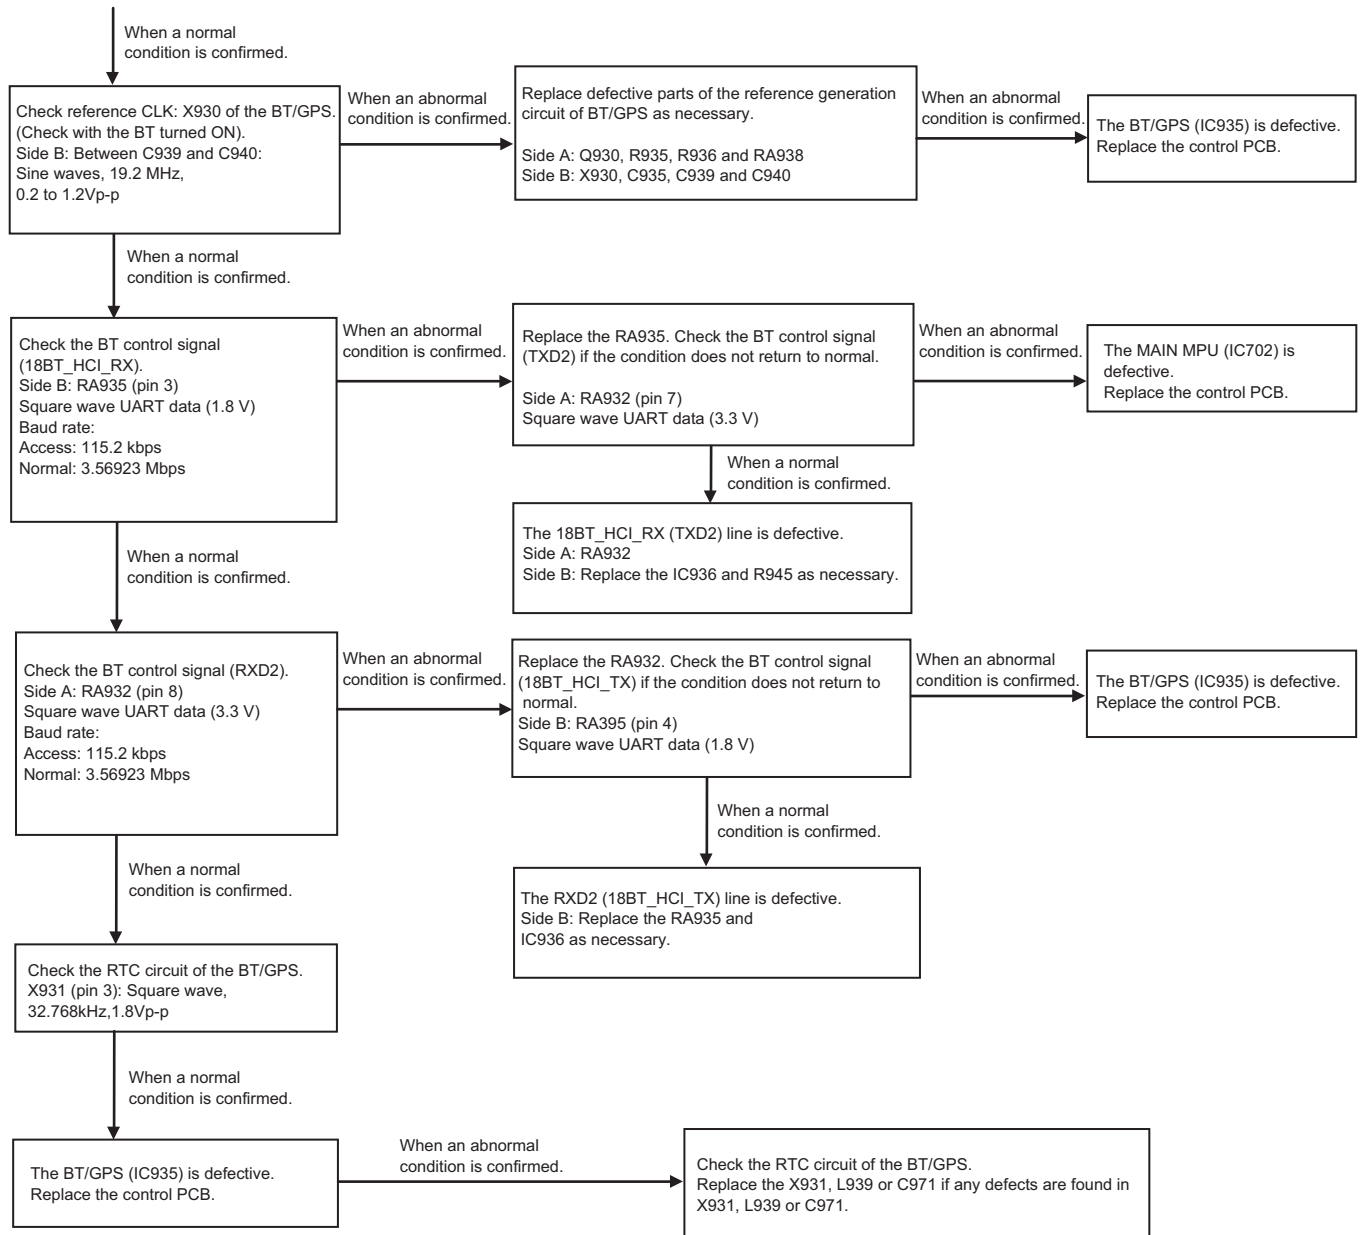 When a normal
condition is confirmed.
Check reference CLK: X930 of the BT/GPS.
(Check with the BT turned ON).
Side B: Between C939 and C940:
Sine waves, 19.2 MHz,
0.2 to 1.2Vp-p
When an abnormal
condition is confirmed.
Replace defective parts of the reference generation
circuit of BT/GPS as necessary.
Side A: Q930, R935, R936 and RA938
Side B: X930, C935, C939 and C940
When an abnormal
condition is confirmed.
The BT/GPS (IC935) is defective.
Replace the control PCB.
When a normal
condition is confirmed.
Check the BT control signal
(18BT_HCI_RX).
Side B: RA935 (pin 3)
Square wave UART data (1.8 V)
Baud rate:
Access: 115.2 kbps
Normal: 3.56923 Mbps
When an abnormal
condition is confirmed.
Replace the RA935. Check the BT control signal
(TXD2) if the condition does not return to normal.
Side A: RA932 (pin 7)
Square wave UART data (3.3 V)
When an abnormal
condition is confirmed.
The MAIN MPU (IC702) is
defective.
Replace the control PCB.
When a normal
condition is confirmed.
The 18BT_HCI_RX (TXD2) line is defective.
Side A: RA932
Side B: Replace the IC936 and R945 as necessary.
When a normal
condition is confirmed.
Check the BT control signal (RXD2).
Side A: RA932 (pin 8)
Square wave UART data (3.3 V)
Baud rate:
Access: 115.2 kbps
Normal: 3.56923 Mbps
When an abnormal
condition is confirmed.
Replace the RA932. Check the BT control signal
(18BT_HCI_TX) if the condition does not return to
normal.
Side B: RA395 (pin 4)
Square wave UART data (1.8 V)
When an abnormal
condition is confirmed.
The BT/GPS (IC935) is defective.
Replace the control PCB.
When a normal
condition is confirmed.
The RXD2 (18BT_HCI_TX) line is defective.
Side B: Replace the RA935 and
IC936 as necessary.
When a normal
condition is confirmed.
Check the RTC circuit of the BT/GPS.
X931 (pin 3): Square wave,
32.768kHz,1.8Vp-p
When a normal
condition is confirmed.
The BT/GPS (IC935) is defective.
Replace the control PCB.
When an abnormal
condition is confirmed.
Check the RTC circuit of the BT/GPS.
Replace the X931, L939 or C971 if any defects are found in
X931, L939 or C971.